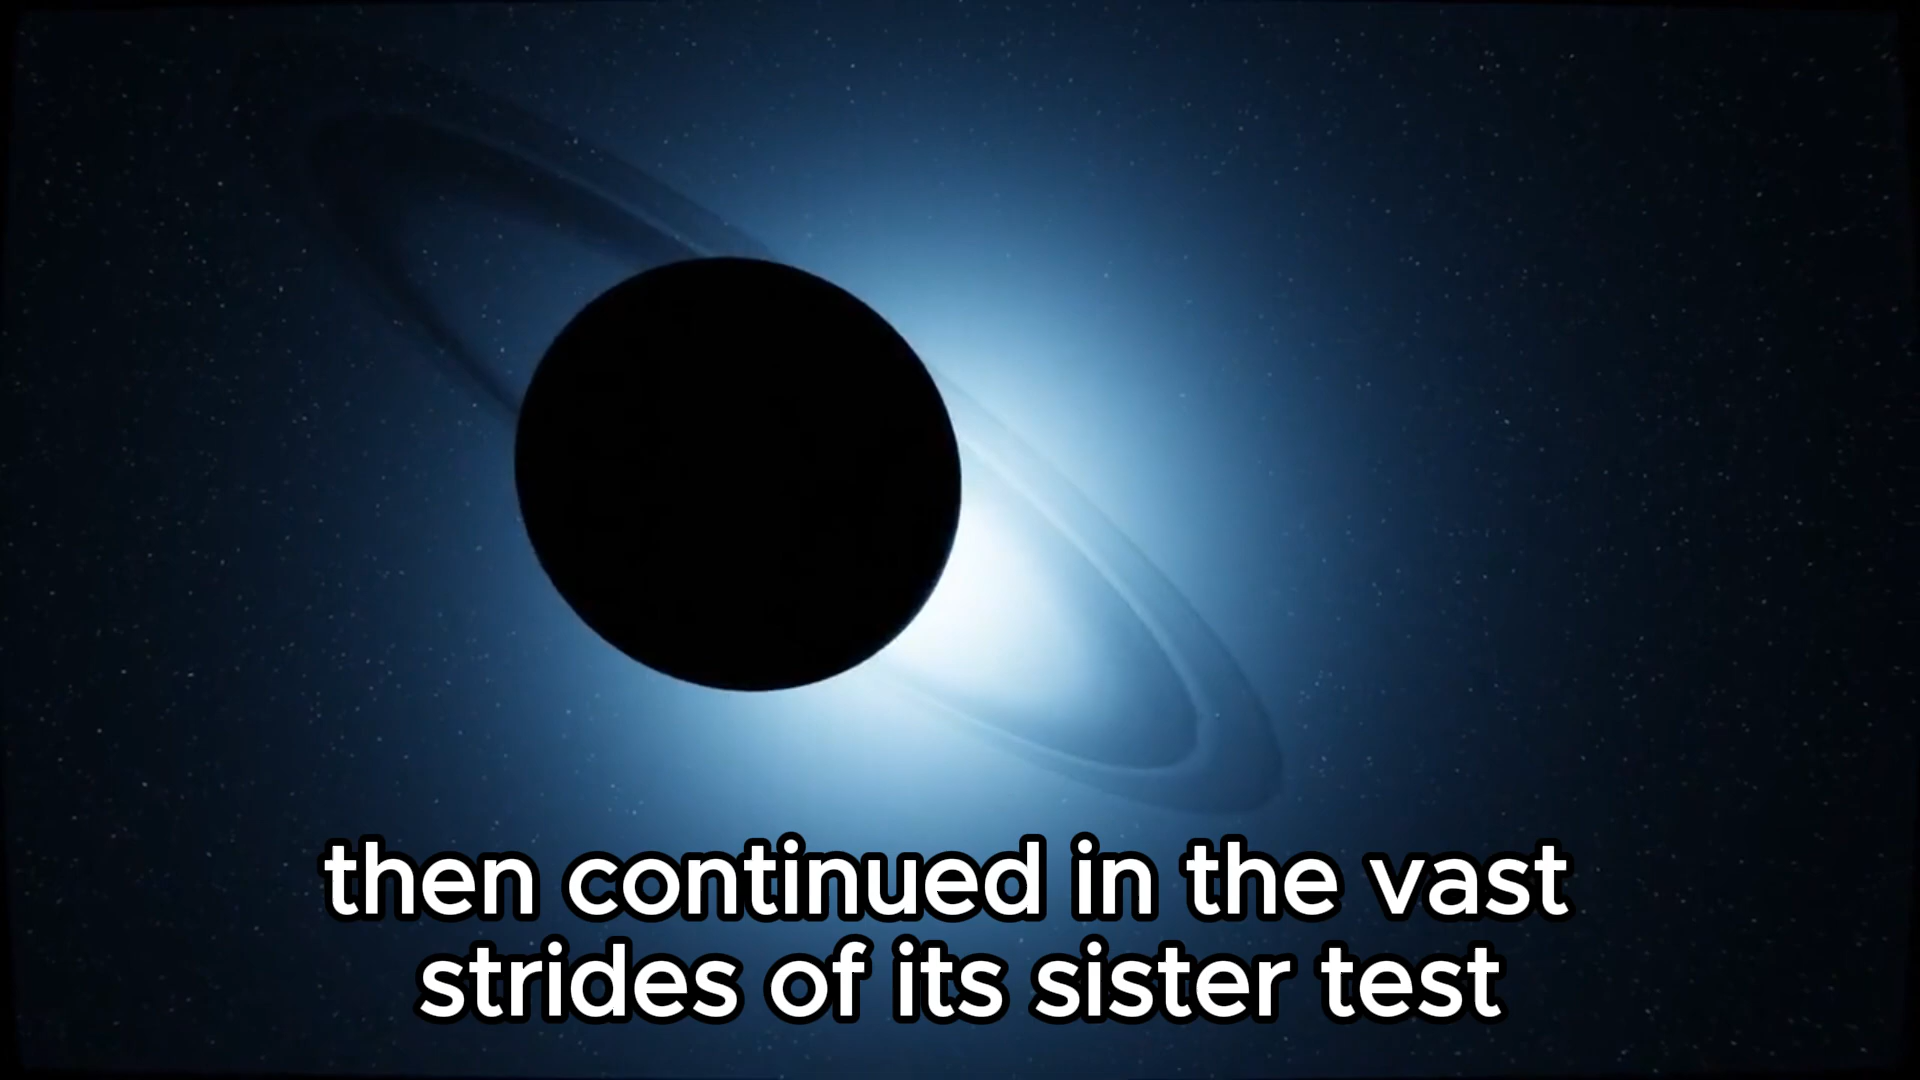 then continued in the vast
strides of its sister test